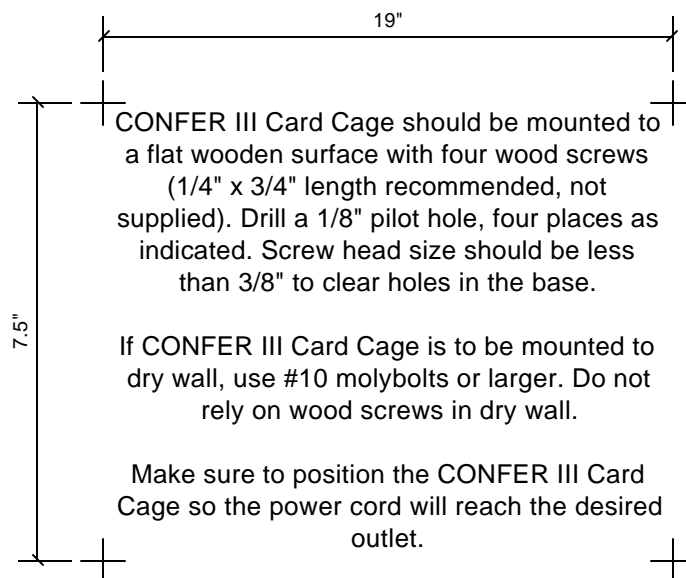 19"
CONFER III Card Cage should be mounted to
a flat wooden surface with four wood screws
(1/4" x 3/4" length recommended, not
supplied). Drill a 1/8" pilot hole, four places as
indicated. Screw head size should be less
than 3/8" to clear holes in the base.
7.5"
If CONFER III Card Cage is to be mounted to
dry wall, use #10 molybolts or larger. Do not
rely on wood screws in dry wall.
Make sure to position the CONFER III Card
Cage so the power cord will reach the desired
outlet.